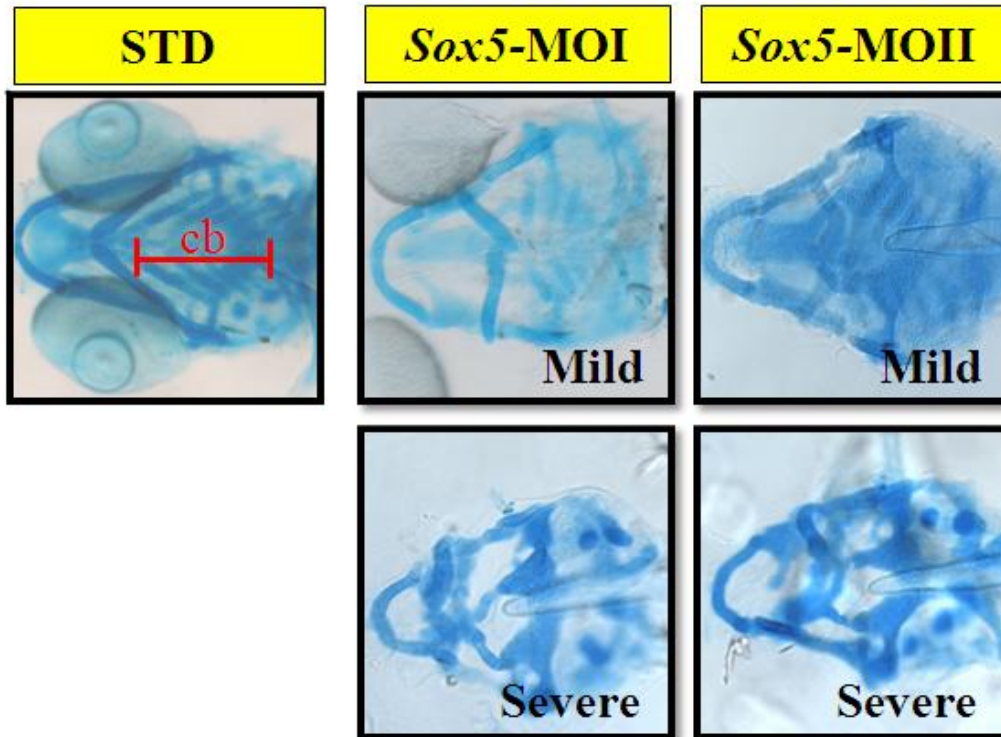 STD
Sox5-MOI
Sox5-MOII
cb
Mild
Mild
Severe
Severe